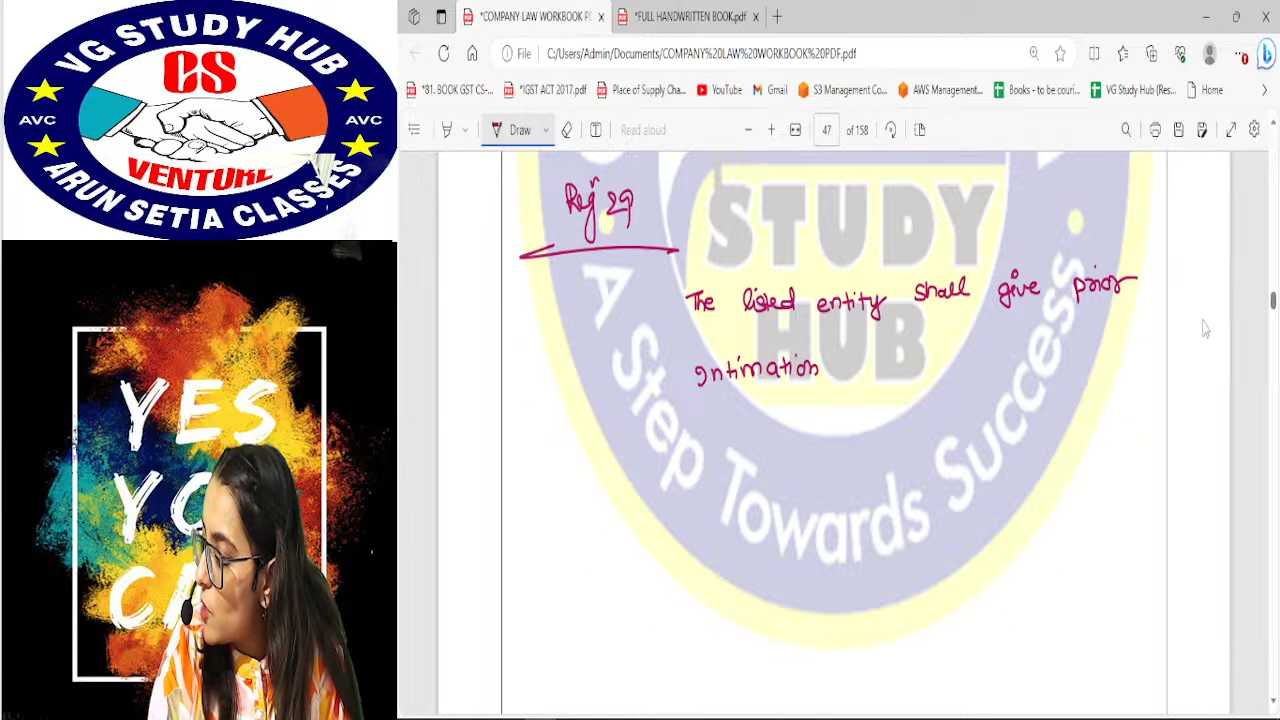 VG STUDY HUB
CS
AVC
AVC
VENTURE
ARUN SETIA CLASSES
YES
*COMPANY LAW WORKBOOK PD
*FULL HANDWRITTEN BOOK.pdf
File
C:/Users/Admin/Documents/COMPANY%20LAW%20WORKBOOK%20PDF.pdf
*81. BOOK GST CS-...
*IGST ACT 2017.pdf
Place of Supply Cha...
YouTube
Gmail
S3 Management Co...
AWS Management...
Books - to be couri...
VG Study Hub (Res...
Home
Draw
Read aloud
47
of 158
STUDY
HUB
A Step Towards Success
Reg 29
The listed entity shall give prior
intimation